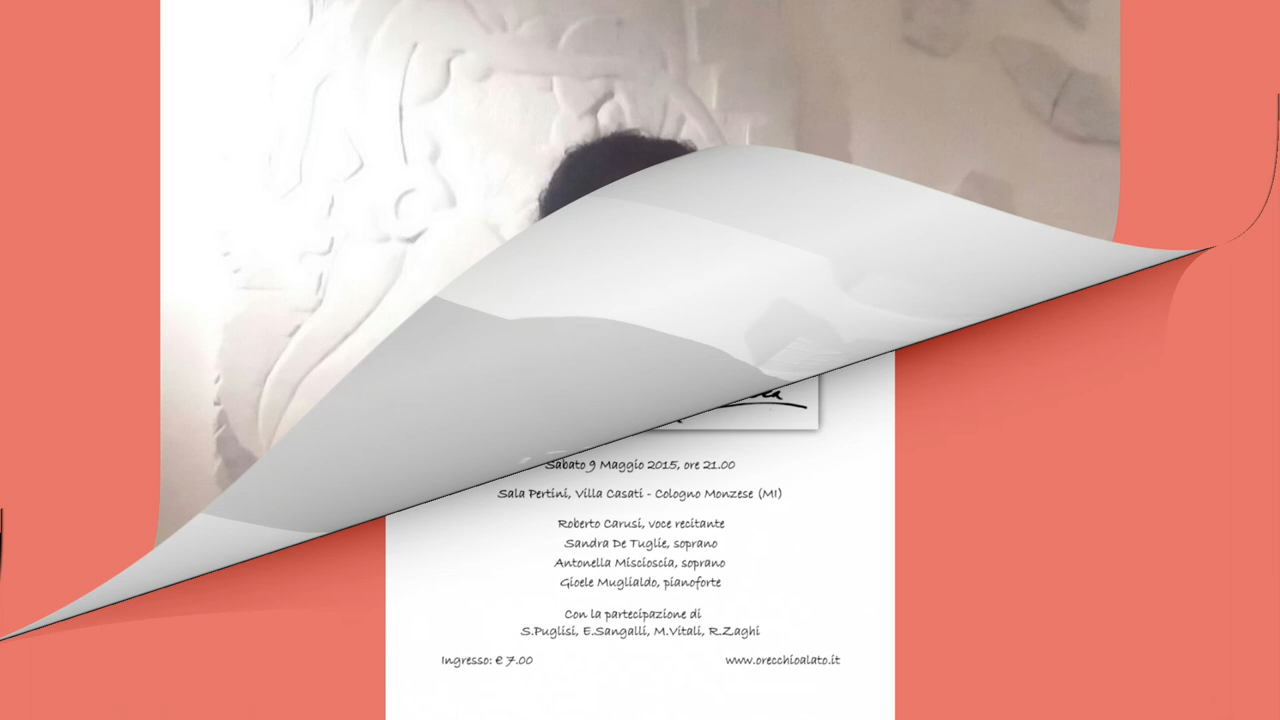 Sabato 9 Maggio 2015, ore 21.00
Sala Pertini, Villa Casati - Cologno Monzese (MI)
Roberto Carusi, voce recitante
Sandra De Tuglie, soprano
Antonella Miscioscia, soprano
Gioele Muglialdo, pianoforte
Con la partecipazione di
S.Puglisi, E.Sangalli, M.Vitali, R.Zaghi
Ingresso: € 7.00
www.orecchioalato.it